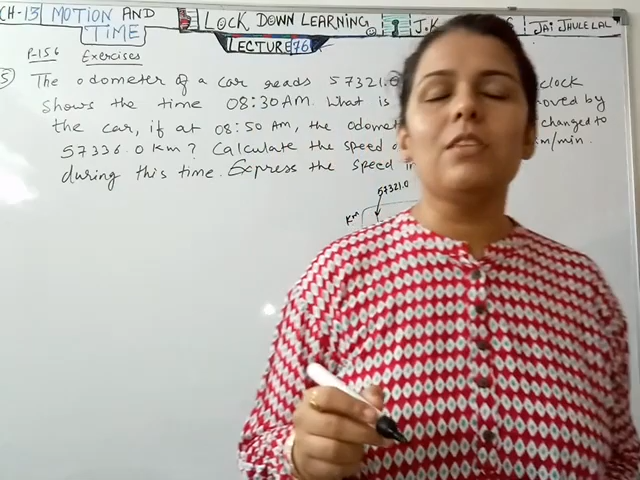 CH-13 MOTION AND TIME LOCK DOWN LEARNING J.K JAI JHULELAL
LECTURE 76
P-156 Exercises
5 The odometer of a car reads 57321.0 clock
shows the time 08:30 AM. What is moved by
the car, if at 08:50 AM, the odomet changed to
57336.0 km? Calculate the speed km/min.
during this time. Express the speed in
57321.0
Km